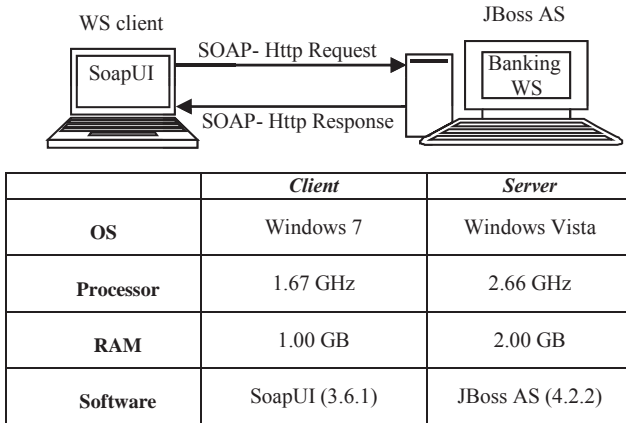 WS client
JBoss AS
SOAP- Http Request
SoapUI
Banking
WS
SOAP- Http Response
Client Server
OS Windows 7 Windows Vista
Processor 1.67 GHz 2.66 GHz
RAM 1.00 GB 2.00 GB
Software SoapUI (3.6.1) JBoss AS (4.2.2)